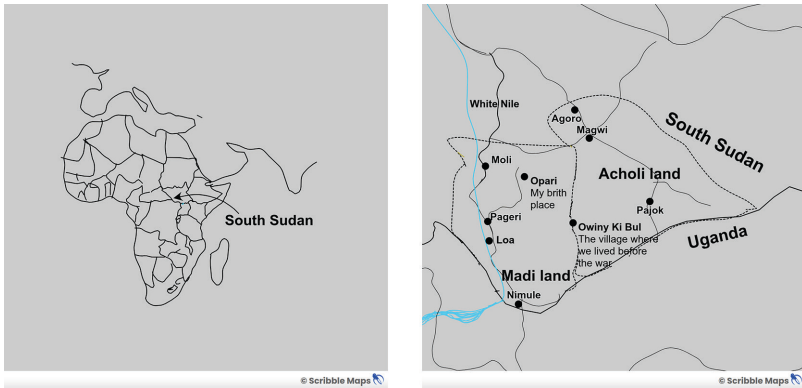 South Sudan
© Scribble Maps
White Nile
Agoro
Magwi
South Sudan
Moli
Opari
My brith
place
Acholi land
Pajok
Pageri
Owiny Ki Bul
The village where
we lived before
the war
Uganda
Loa
Madi land
Nimule
© Scribble Maps